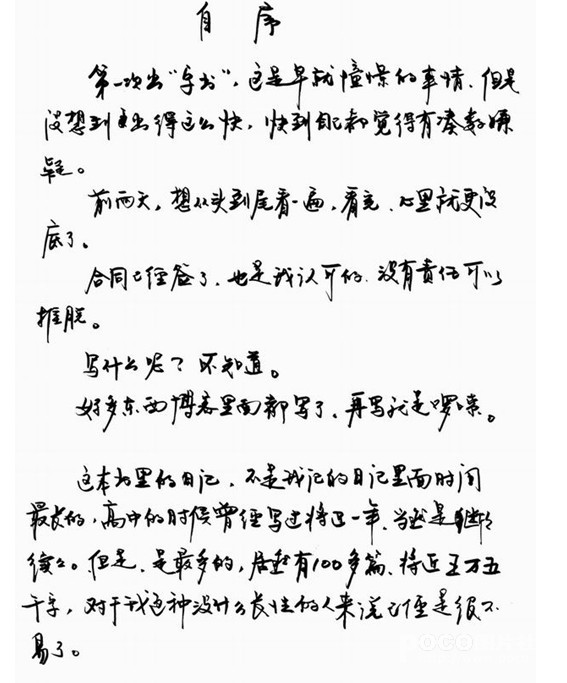 自序
第一次出“专书”，这是早就憧憬的事情，但是
没想到出得这么快，快到自己都觉得有凑数嫌
疑。
前两天，想从头到尾看一遍，看完，心里就更没
底了。
合同已经签了，也是我认可的，没有责任可以
推脱。
写什么呢？不知道。
好多东西博客里面都写了，再写就是啰嗦。
这本书里的日记，不是我记的日记里面时间
最长的，高中的时候曾经写过将近一年，当然是断断
续续。但是，是最多的，居然有100多篇，将近五万五
千字，对于我这种没什么长性的人来说已经是很不
易了。
POCO